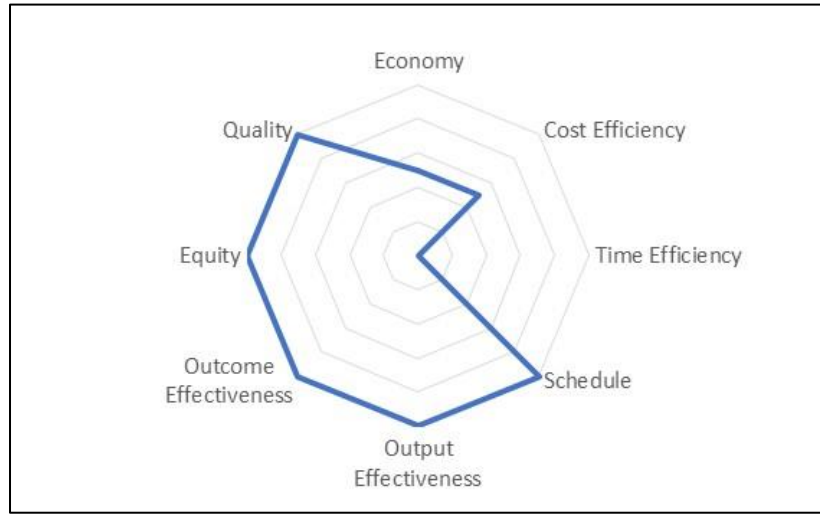 Economy
Quality
Cost Efficiency
Equity
Time Efficiency
Outcome
Effectiveness
Schedule
Output
Effectiveness